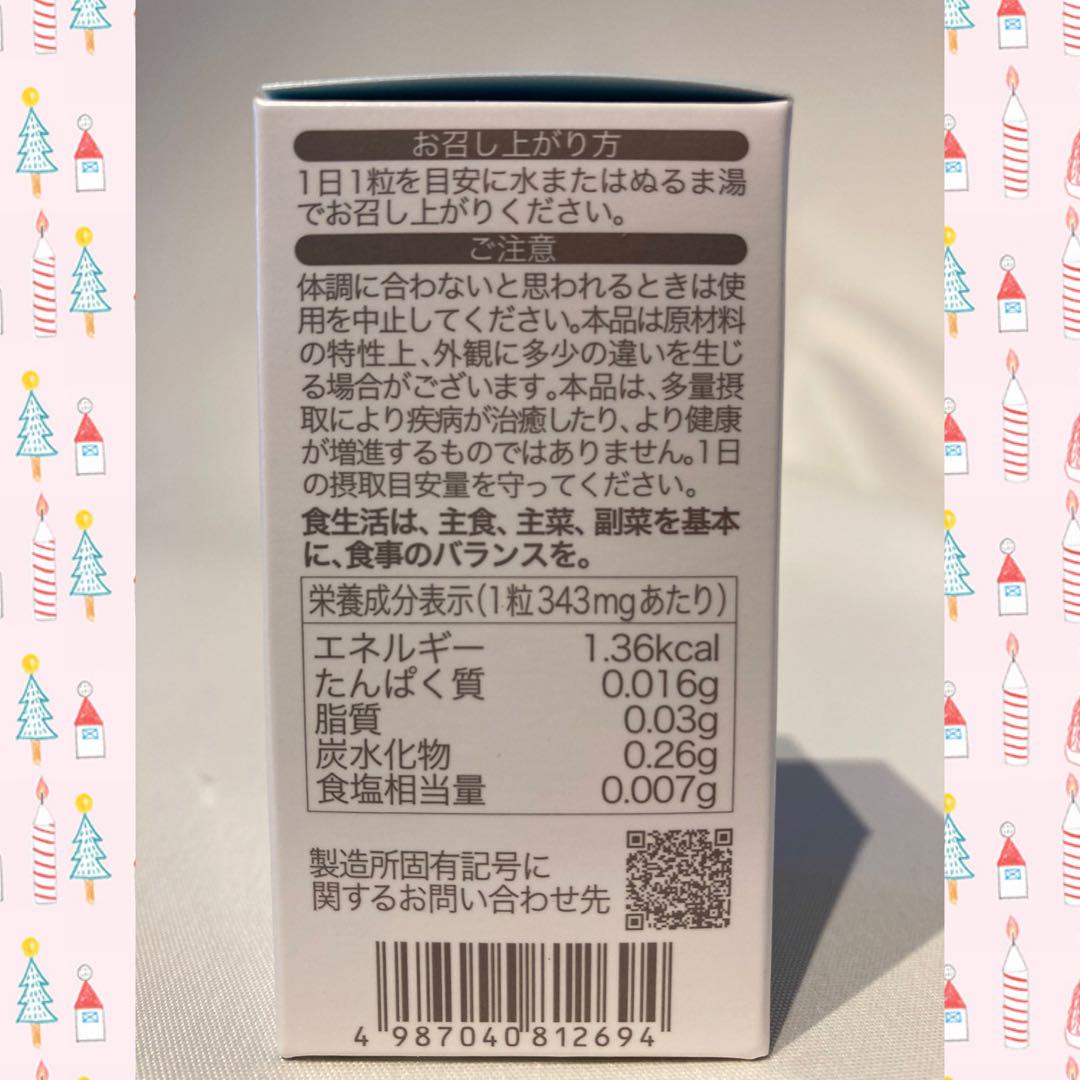 お召し上がり方
1日1粒を目安に水またはぬるま湯
でお召し上がりください。
ご注意
体調に合わないと思われるときは使
用を中止してください。本品は原材料
の特性上、外観に多少の違いを生じ
る場合がございます。本品は、多量摂
取により疾病が治癒したり、より健康
が増進するものではありません。1日
の摂取目安量を守ってください。
食生活は、主食、主菜、副菜を基本
に、食事のバランスを。
栄養成分表示(1粒343mgあたり)
エネルギー 1.36kcal
たんぱく質 0.016g
脂質 0.03g
炭水化物 0.26g
食塩相当量 0.007g
製造所固有記号に
関するお問い合わせ先
4 987040 812694